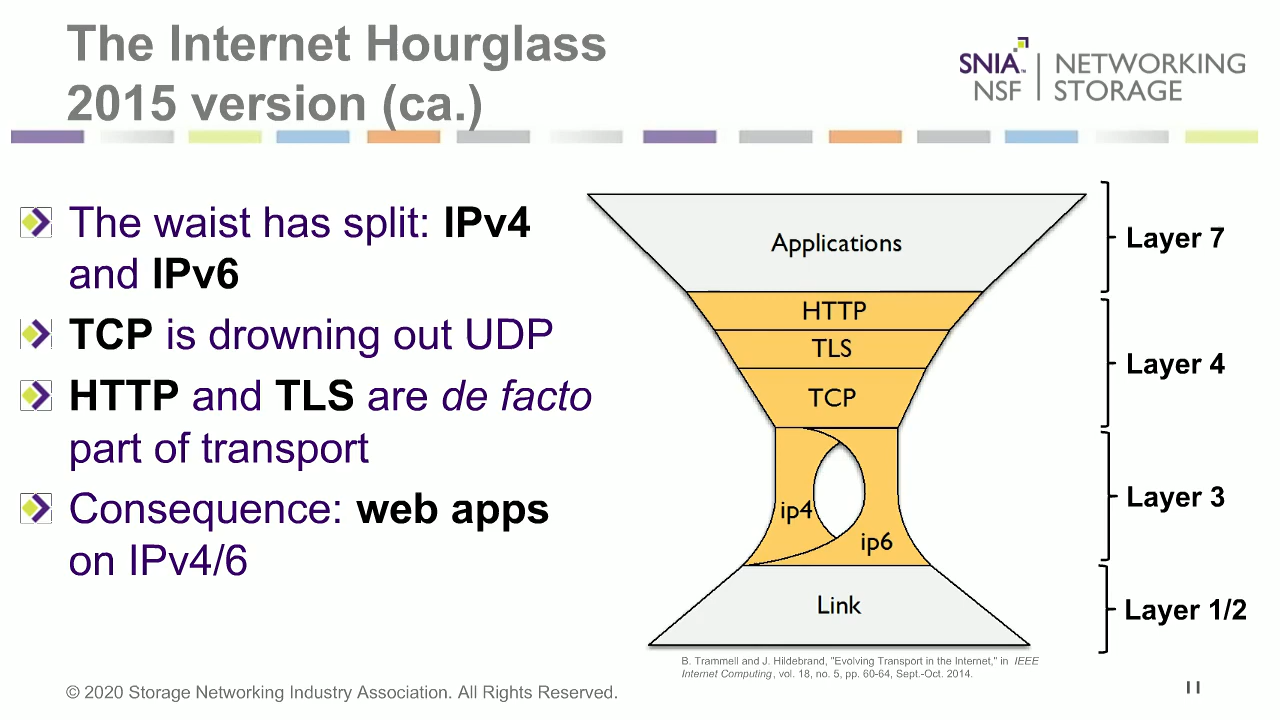 The Internet Hourglass
2015 version (ca.)
SNIA™ NSF | NETWORKING STORAGE
The waist has split: IPv4
and IPv6
TCP is drowning out UDP
HTTP and TLS are de facto
part of transport
Consequence: web apps
on IPv4/6
Applications
HTTP
TLS
TCP
ip4
ip6
Link
Layer 7
Layer 4
Layer 3
Layer 1/2
B. Trammell and J. Hildebrand, "Evolving Transport in the Internet," in IEEE
Internet Computing, vol. 18, no. 5, pp. 60-64, Sept.-Oct. 2014.
© 2020 Storage Networking Industry Association. All Rights Reserved.
11